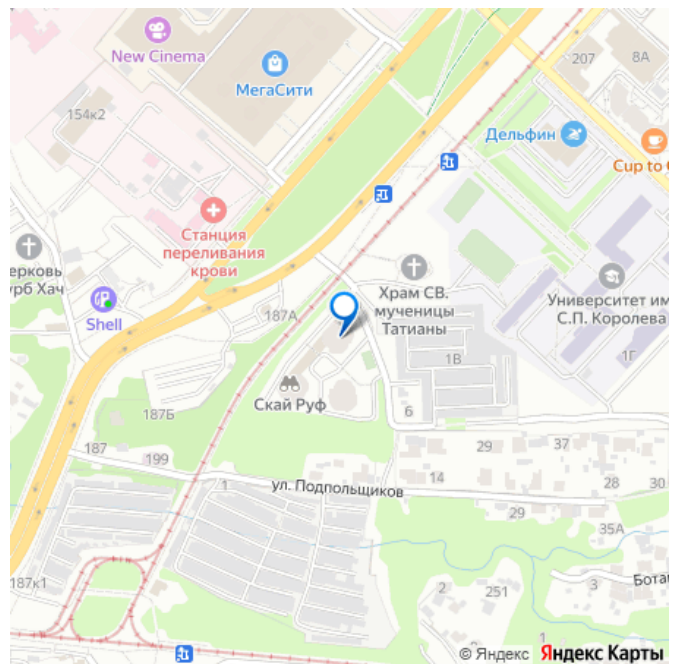 New Cinema
МегаСити
207
8А
154к2
Дельфин
Cup to
Станция
переливания
крови
ерковь
урб Хач
Shell
Храм СВ.
мученицы
Татианы
Университет им
С.П. Королева
187А
1В
1Г
Скай Руф
187Б
6
187
199
29
37
14
1
ул. Подпольщиков
28
30
29
35А
187к1
2
251
3
Бота
© Яндекс Яндекс Карты